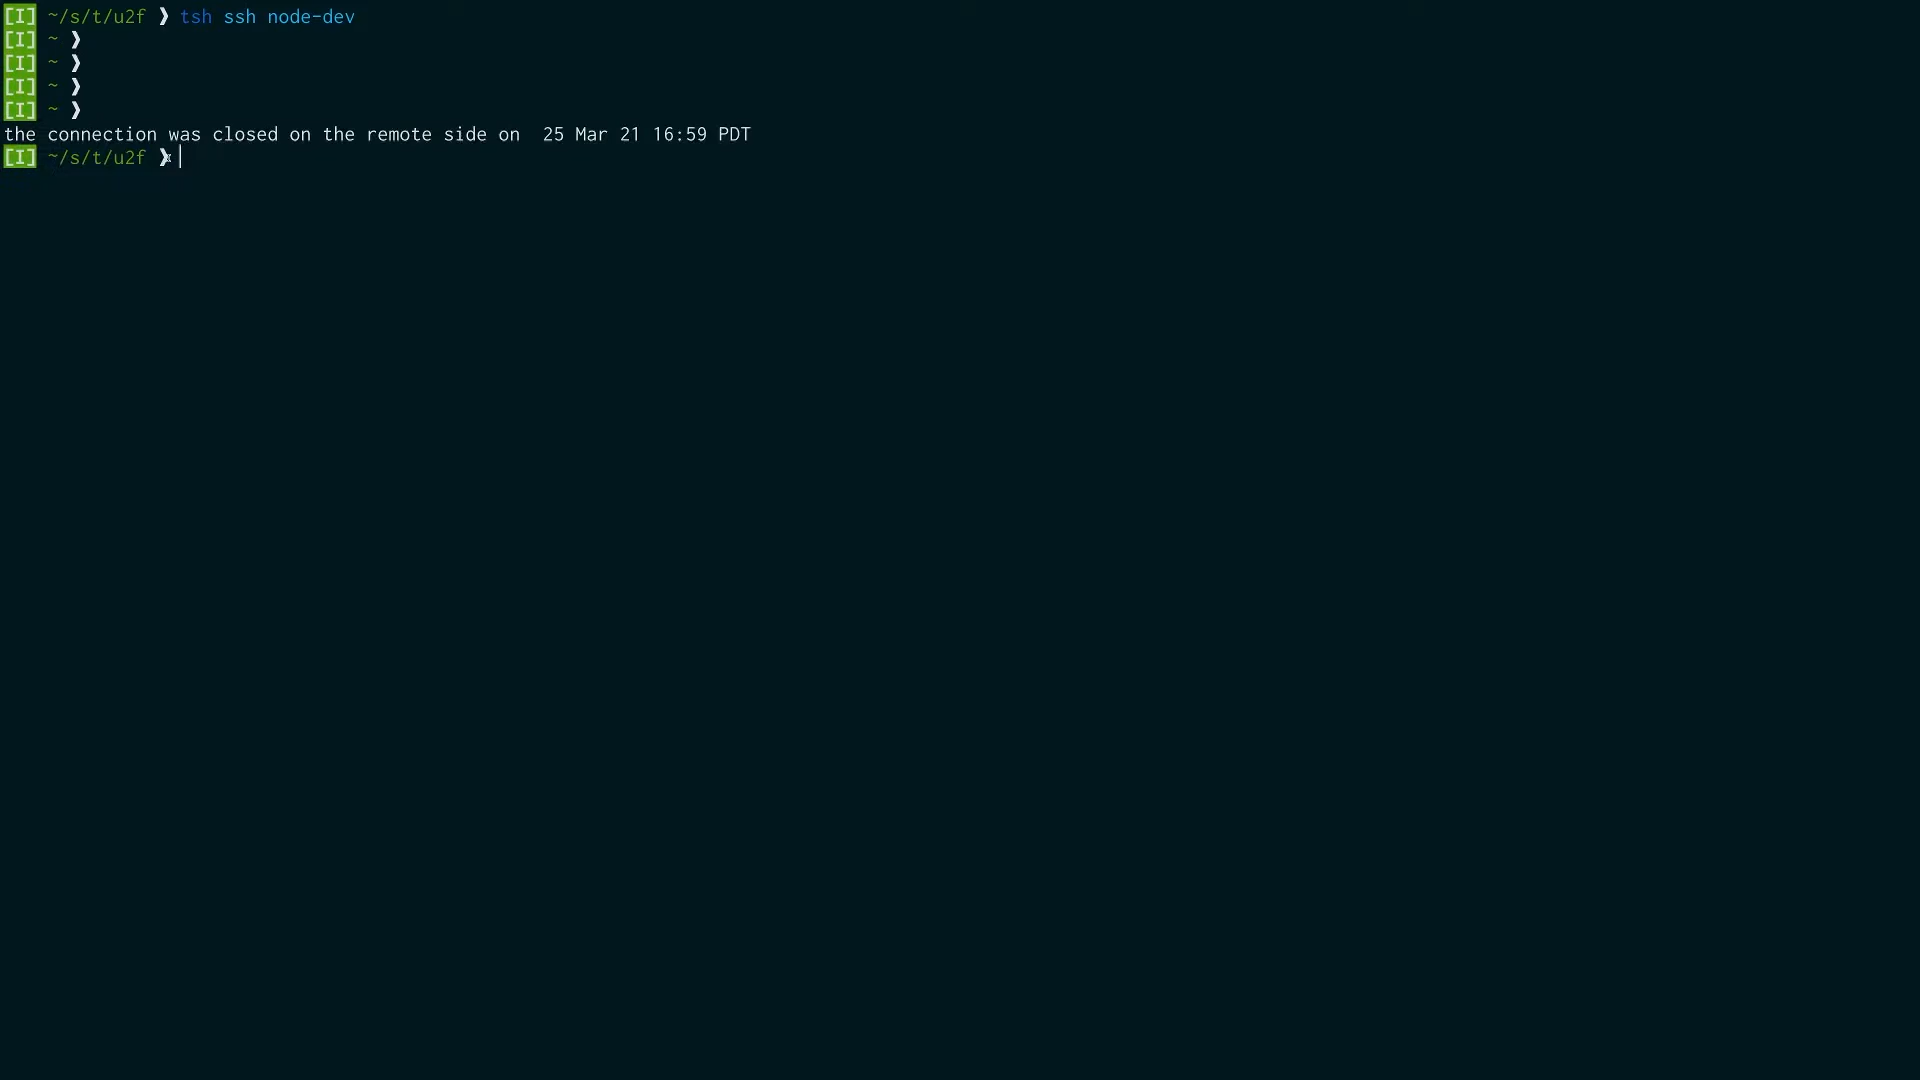 [I] ~/s/t/u2f ❯ tsh ssh node-dev
[I] ~ ❯
[I] ~ ❯
[I] ~ ❯
[I] ~ ❯
the connection was closed on the remote side on  25 Mar 21 16:59 PDT
[I] ~/s/t/u2f ❯